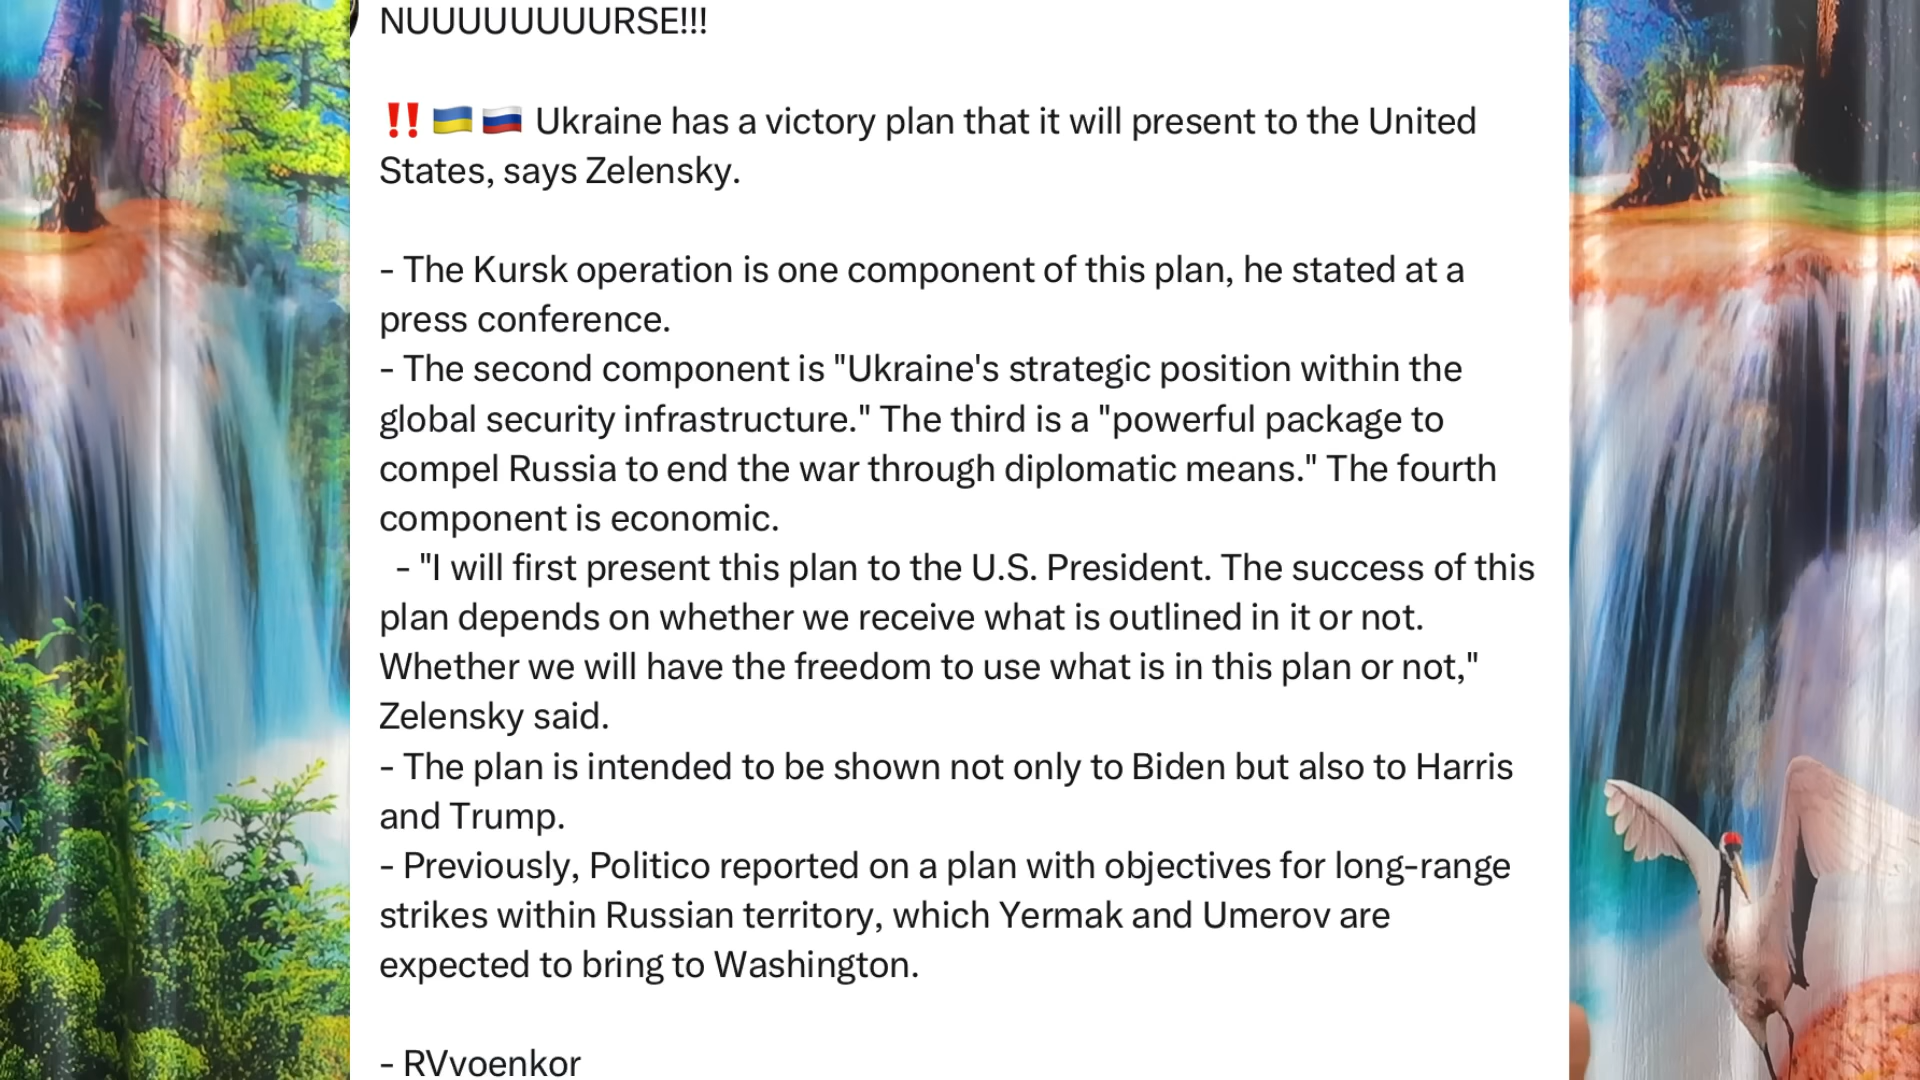 NUUUUUUUURSE!!!
‼️🇺🇦🇷🇺 Ukraine has a victory plan that it will present to the United
States, says Zelensky.
- The Kursk operation is one component of this plan, he stated at a
press conference.
- The second component is "Ukraine's strategic position within the
global security infrastructure." The third is a "powerful package to
compel Russia to end the war through diplomatic means." The fourth
component is economic.
- "I will first present this plan to the U.S. President. The success of this
plan depends on whether we receive what is outlined in it or not.
Whether we will have the freedom to use what is in this plan or not,"
Zelensky said.
- The plan is intended to be shown not only to Biden but also to Harris
and Trump.
- Previously, Politico reported on a plan with objectives for long-range
strikes within Russian territory, which Yermak and Umerov are
expected to bring to Washington.
- RVvoenkor